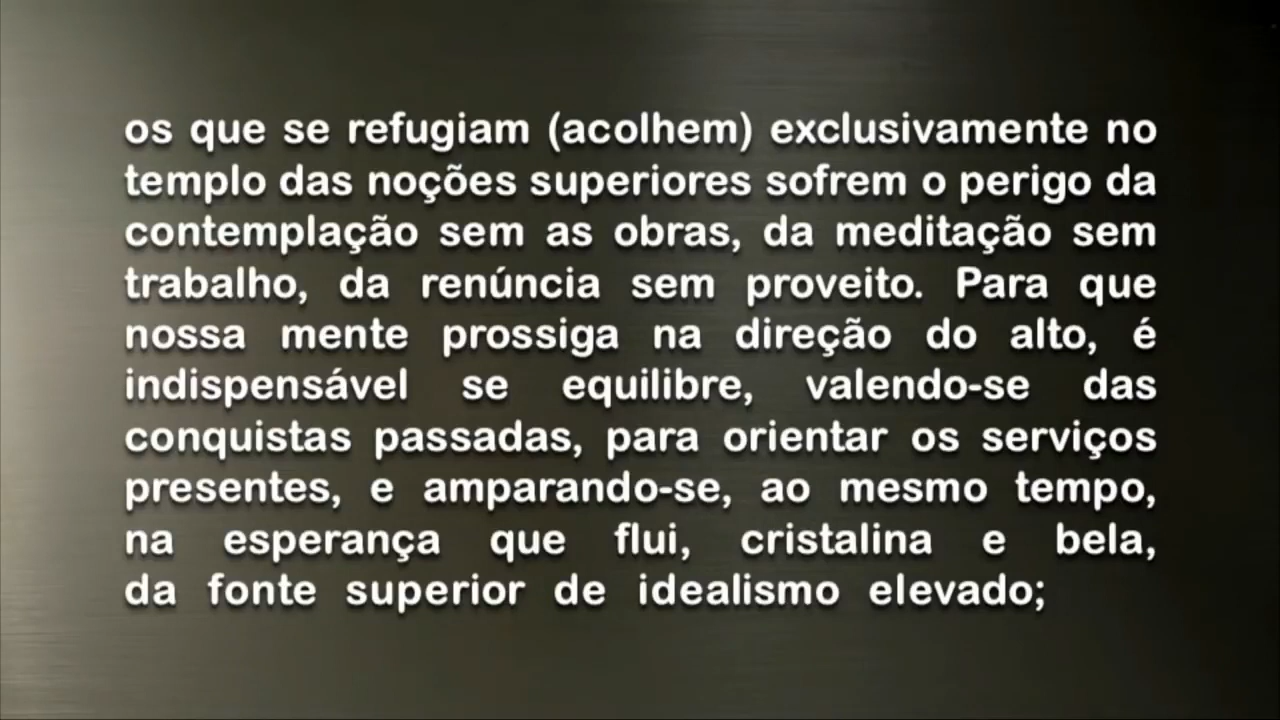 os que se refugiam (acolhem) exclusivamente no
templo das noções superiores sofrem o perigo da
contemplação sem as obras, da meditação sem
trabalho, da renúncia sem proveito. Para que
nossa mente prossiga na direção do alto, é
indispensável se equilibre, valendo-se das
conquistas passadas, para orientar os serviços
presentes, e amparando-se, ao mesmo tempo,
na esperança que flui, cristalina e bela,
da fonte superior de idealismo elevado;